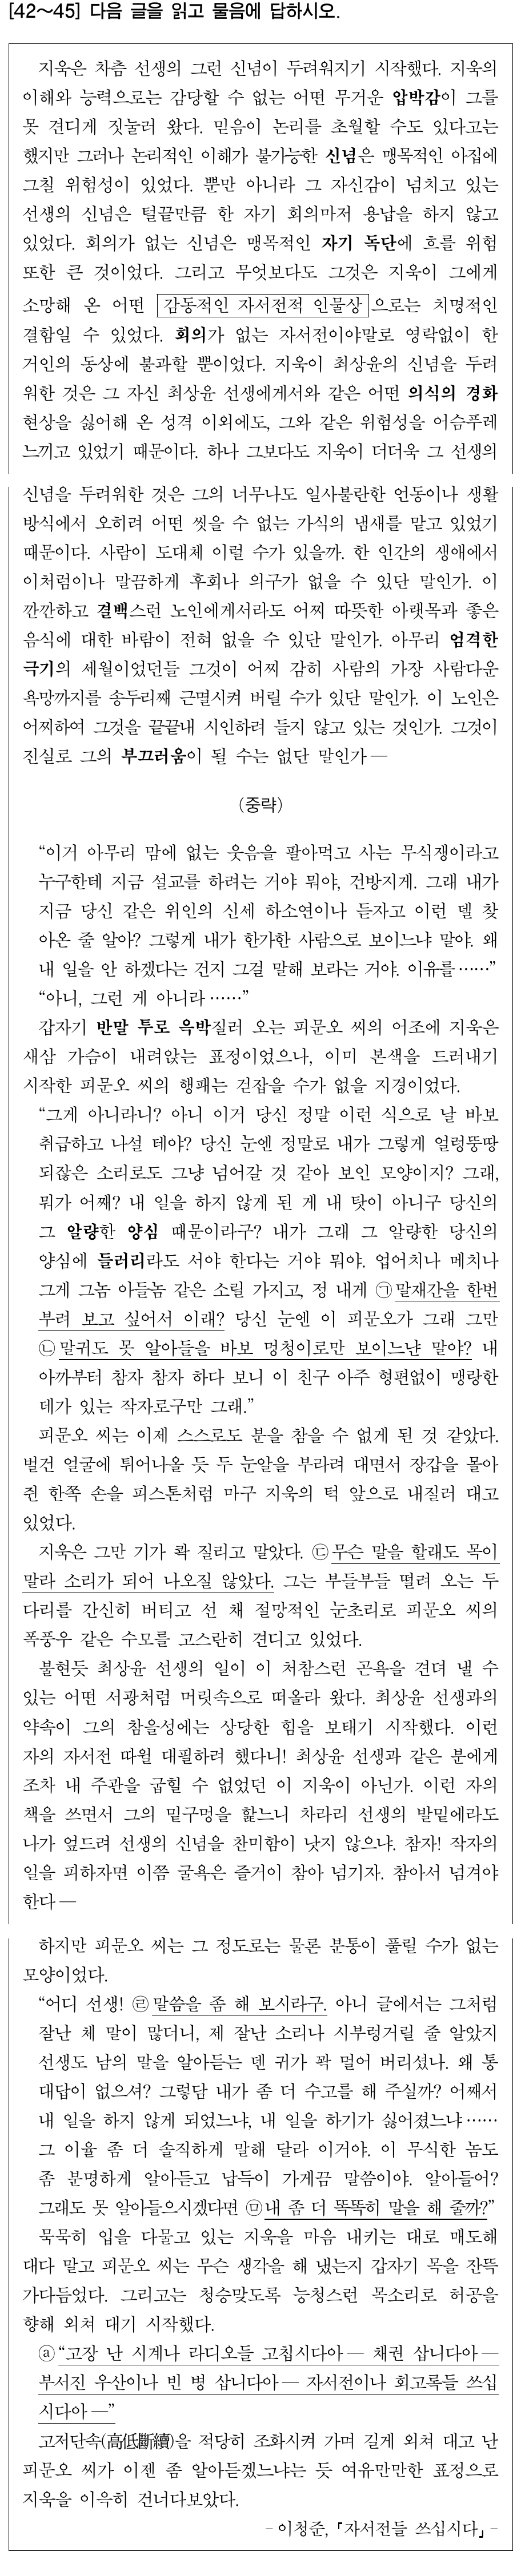 [42～45] 다음 글을 읽고 물음에 답하시오.
지욱은 차츰 선생의 그런 신념이 두려워지기 시작했다. 지욱의
이해와 능력으로는 감당할 수 없는 어떤 무거운 압박감이 그를
못 견디게 짓눌러 왔다. 믿음이 논리를 초월할 수도 있다고는
했지만 그러나 논리적인 이해가 불가능한 신념은 맹목적인 아집에
그칠 위험성이 있었다. 뿐만 아니라 그 자신감이 넘치고 있는
선생의 신념은 털끝만큼 한 자기 회의마저 용납을 하지 않고
있었다. 회의가 없는 신념은 맹목적인 자기 독단에 흐를 위험
또한 큰 것이었다. 그리고 무엇보다도 그것은 지욱이 그에게
소망해 온 어떤 감동적인 자서전적 인물상으로는 치명적인
결함일 수 있었다. 회의가 없는 자서전이야말로 영락없이 한
거인의 동상에 불과할 뿐이었다. 지욱이 최상윤의 신념을 두려
워한 것은 그 자신 최상윤 선생에게서와 같은 어떤 의식의 경화
현상을 싫어해 온 성격 이외에도, 그와 같은 위험성을 어슴푸레
느끼고 있었기 때문이다. 하나 그보다도 지욱이 더더욱 그 선생의
신념을 두려워한 것은 그의 너무나도 일사불란한 언동이나 생활
방식에서 오히려 어떤 씻을 수 없는 가식의 냄새를 맡고 있었기
때문이다. 사람이 도대체 이럴 수가 있을까. 한 인간의 생애에서
이처럼이나 말끔하게 후회나 의구가 없을 수 있단 말인가. 이
깐깐하고 결백스런 노인에게서라도 어찌 따뜻한 아랫목과 좋은
음식에 대한 바람이 전혀 없을 수 있단 말인가. 아무리 엄격한
극기의 세월이었던들 그것이 어찌 감히 사람의 가장 사람다운
욕망까지를 송두리째 근멸시켜 버릴 수가 있단 말인가. 이 노인은
어찌하여 그것을 끝끝내 시인하려 들지 않고 있는 것인가. 그것이
진실로 그의 부끄러움이 될 수는 없단 말인가―
(중략)
“이거 아무리 맘에 없는 웃음을 팔아먹고 사는 무식쟁이라고
누구한테 지금 설교를 하려는 거야 뭐야, 건방지게. 그래 내가
지금 당신 같은 위인의 신세 하소연이나 듣자고 이런 델 찾
아온 줄 알아? 그렇게 내가 한가한 사람으로 보이느냐 말야. 왜
내 일을 안 하겠다는 건지 그걸 말해 보라는 거야. 이유를……”
“아니, 그런 게 아니라……”
갑자기 반말 투로 윽박질러 오는 피문오 씨의 어조에 지욱은
새삼 가슴이 내려앉는 표정이었으나, 이미 본색을 드러내기
시작한 피문오 씨의 행패는 걷잡을 수가 없을 지경이었다.
“그게 아니라니? 아니 이거 당신 정말 이런 식으로 날 바보
취급하고 나설 테야? 당신 눈엔 정말로 내가 그렇게 얼렁뚱땅
되잖은 소리로도 그냥 넘어갈 것 같아 보인 모양이지? 그래,
뭐가 어째? 내 일을 하지 않게 된 게 내 탓이 아니구 당신의
그 알량한 양심 때문이라구? 내가 그래 그 알량한 당신의
양심에 들러리라도 서야 한다는 거야 뭐야. 업어치나 메치나
그게 그놈 아들놈 같은 소릴 가지고, 정 내게 ㉠말재간을 한번
부려 보고 싶어서 이래? 당신 눈엔 이 피문오가 그래 그만
㉡말귀도 못 알아들을 바보 멍청이로만 보이느냔 말야? 내
아까부터 참자 참자 하다 보니 이 친구 아주 형편없이 맹랑한
데가 있는 작자로구만 그래.”
피문오 씨는 이제 스스로도 분을 참을 수 없게 된 것 같았다.
벌건 얼굴에 튀어나올 듯 두 눈알을 부라려 대면서 장갑을 몰아
쥔 한쪽 손을 피스톤처럼 마구 지욱의 턱 앞으로 내질러 대고
있었다.
지욱은 그만 기가 콱 질리고 말았다. ㉢무슨 말을 할래도 목이
말라 소리가 되어 나오질 않았다. 그는 부들부들 떨려 오는 두
다리를 간신히 버티고 선 채 절망적인 눈초리로 피문오 씨의
폭풍우 같은 수모를 고스란히 견디고 있었다.
불현듯 최상윤 선생의 일이 이 처참스런 곤욕을 견뎌 낼 수
있는 어떤 서광처럼 머릿속으로 떠올라 왔다. 최상윤 선생과의
약속이 그의 참을성에는 상당한 힘을 보태기 시작했다. 이런
자의 자서전 따윌 대필하려 했다니! 최상윤 선생과 같은 분에게
조차 내 주관을 굽힐 수 없었던 이 지욱이 아닌가. 이런 자의
책을 쓰면서 그의 밑구멍을 핥느니 차라리 선생의 발밑에라도
나가 엎드려 선생의 신념을 찬미함이 낫지 않으냐. 참자! 작자의
일을 피하자면 이쯤 굴욕은 즐거이 참아 넘기자. 참아서 넘겨야
한다―
하지만 피문오 씨는 그 정도로는 물론 분통이 풀릴 수가 없는
모양이었다.
“어디 선생! ㉣말씀을 좀 해 보시라구. 아니 글에서는 그처럼
잘난 체 말이 많더니, 제 잘난 소리나 시부렁거릴 줄 알았지
선생도 남의 말을 알아듣는 덴 귀가 꽉 멀어 버리셨나. 왜 통
대답이 없으셔? 그렇담 내가 좀 더 수고를 해 주실까? 어째서
내 일을 하지 않게 되었느냐, 내 일을 하기가 싫어졌느냐……
그 이율 좀 더 솔직하게 말해 달라 이거야. 이 무식한 놈도
좀 분명하게 알아듣고 납득이 가게끔 말씀이야. 알아들어?
그래도 못 알아들으시겠다면 ㉤내 좀 더 똑똑히 말을 해 줄까?”
묵묵히 입을 다물고 있는 지욱을 마음 내키는 대로 매도해
대다 말고 피문오 씨는 무슨 생각을 해 냈는지 갑자기 목을 잔뜩
가다듬었다. 그리고는 청승맞도록 능청스런 목소리로 허공을
향해 외쳐 대기 시작했다.
ⓐ“고장 난 시계나 라디오들 고칩시다아― 채권 삽니다아―
부서진 우산이나 빈 병 삽니다아― 자서전이나 회고록들 쓰십
시다아―”
고저단속(高低斷續)을 적당히 조화시켜 가며 길게 외쳐 대고 난
피문오 씨가 이젠 좀 알아듣겠느냐는 듯 여유만만한 표정으로
지욱을 이윽히 건너다보았다.
- 이청준, ｢자서전들 쓰십시다｣ -